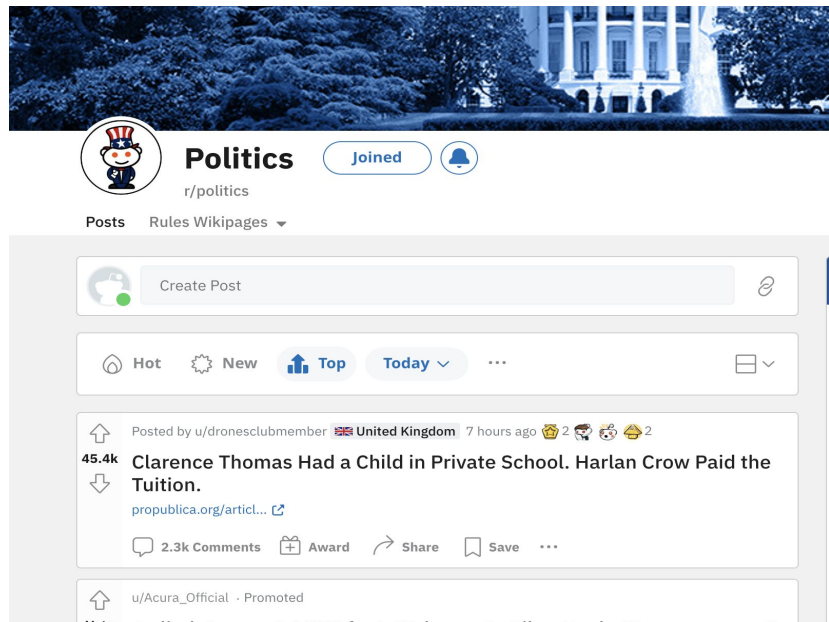 Politics
Joined
r/politics
Posts
Rules Wikipages
Create Post
Hot
New
Top
Today
Posted by u/dronesclubmember United Kingdom 7 hours ago 2 2
45.4k
Clarence Thomas Had a Child in Private School. Harlan Crow Paid the
Tuition.
propublica.org/articl...
2.3k Comments
Award
Share
Save
u/Acura_Official · Promoted